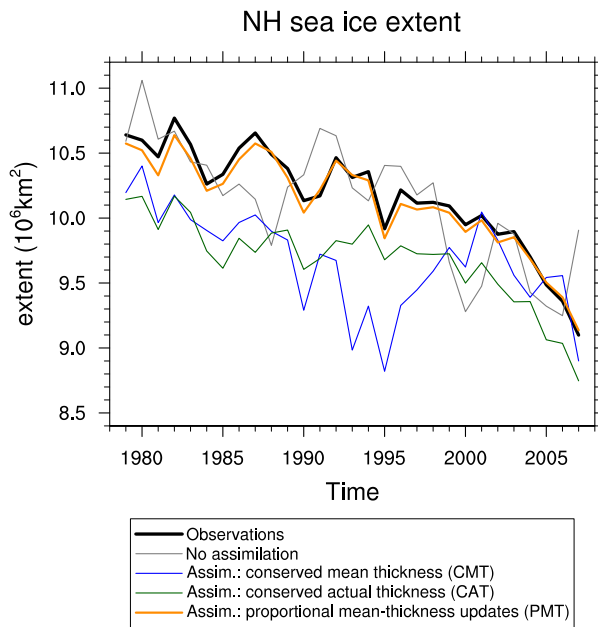 NH sea ice extent
extent (10⁶km²)
11.0
10.5
10.0
9.5
9.0
8.5
1980 1985 1990 1995 2000 2005
Time
Observations
No assimilation
Assim.: conserved mean thickness (CMT)
Assim.: conserved actual thickness (CAT)
Assim.: proportional mean-thickness updates (PMT)